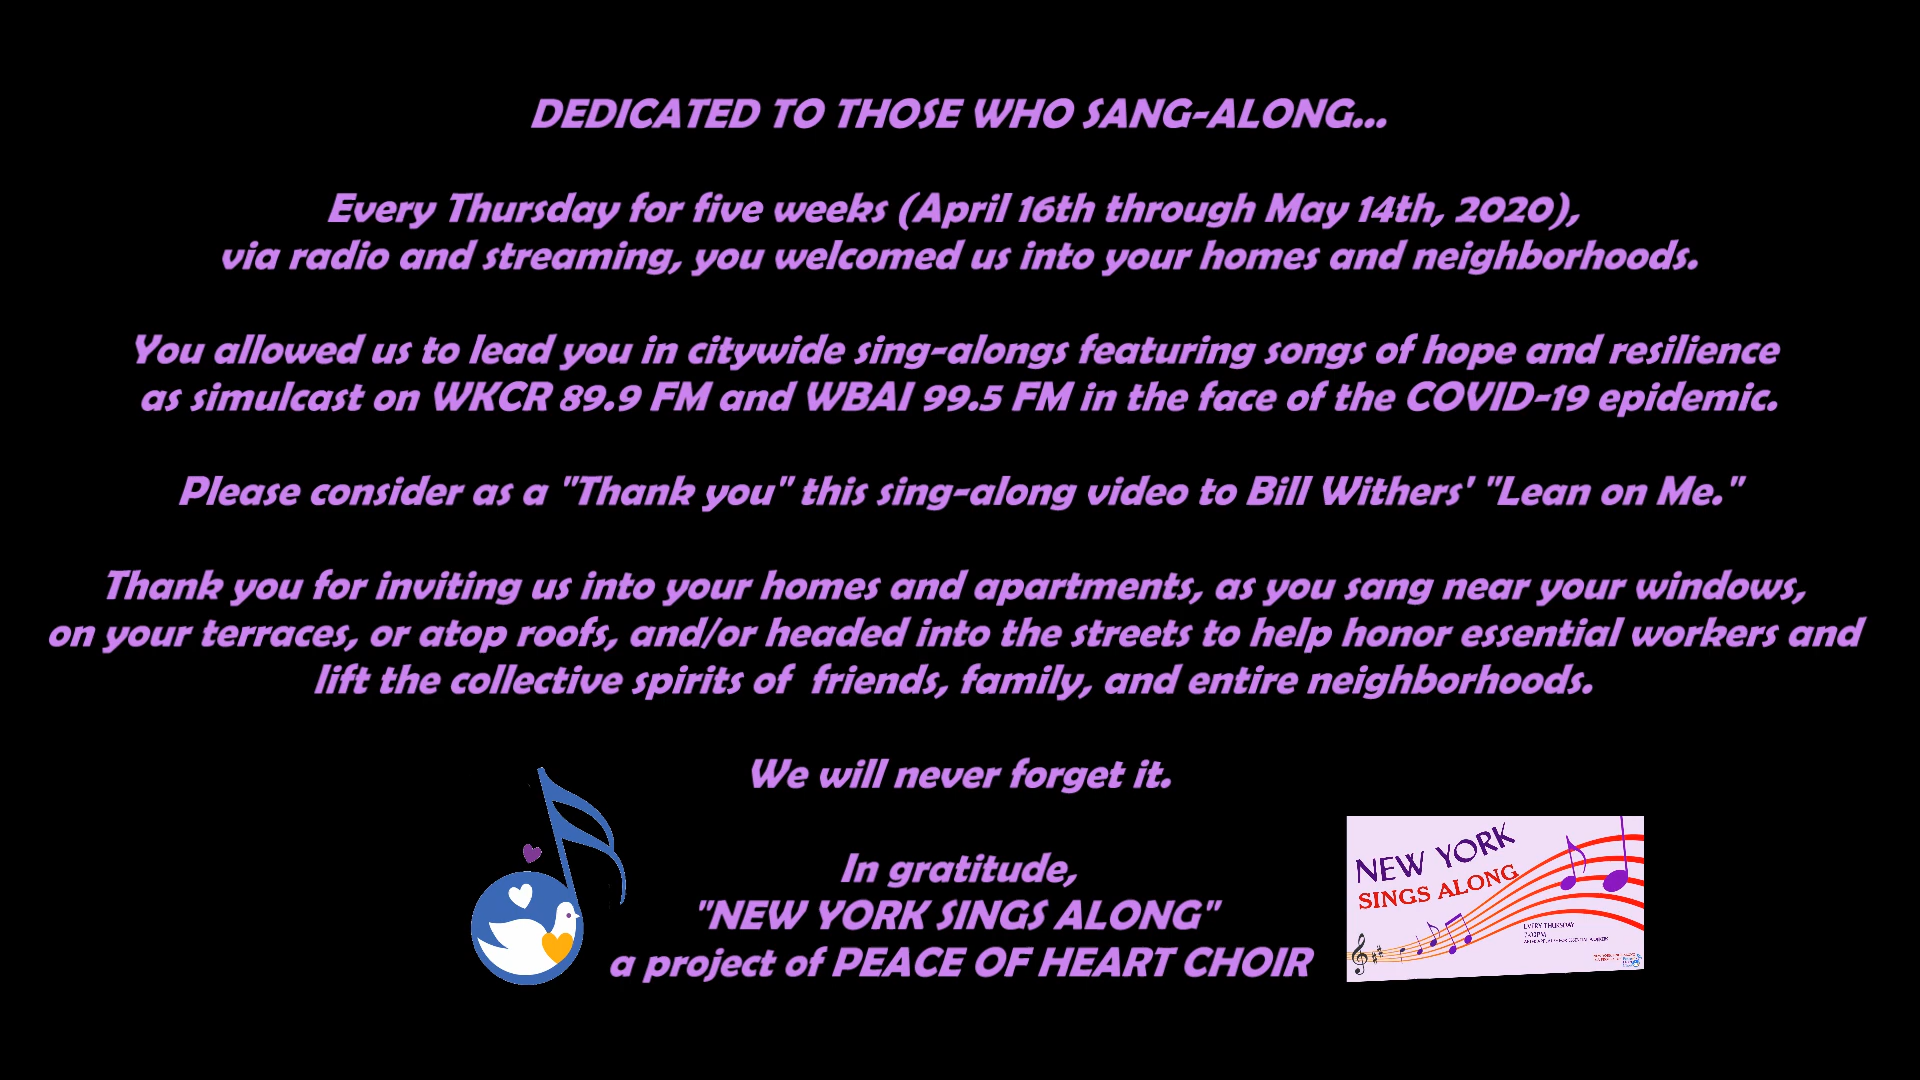 DEDICATED TO THOSE WHO SANG-ALONG...
Every Thursday for five weeks (April 16th through May 14th, 2020),
via radio and streaming, you welcomed us into your homes and neighborhoods.
You allowed us to lead you in citywide sing-alongs featuring songs of hope and resilience
as simulcast on WKCR 89.9 FM and WBAI 99.5 FM in the face of the COVID-19 epidemic.
Please consider as a "Thank you" this sing-along video to Bill Withers' "Lean on Me."
Thank you for inviting us into your homes and apartments, as you sang near your windows,
on your terraces, or atop roofs, and/or headed into the streets to help honor essential workers and
lift the collective spirits of  friends, family, and entire neighborhoods.
We will never forget it.
In gratitude,
"NEW YORK SINGS ALONG"
a project of PEACE OF HEART CHOIR
NEW YORK
SINGS ALONG
EVERY THURSDAY